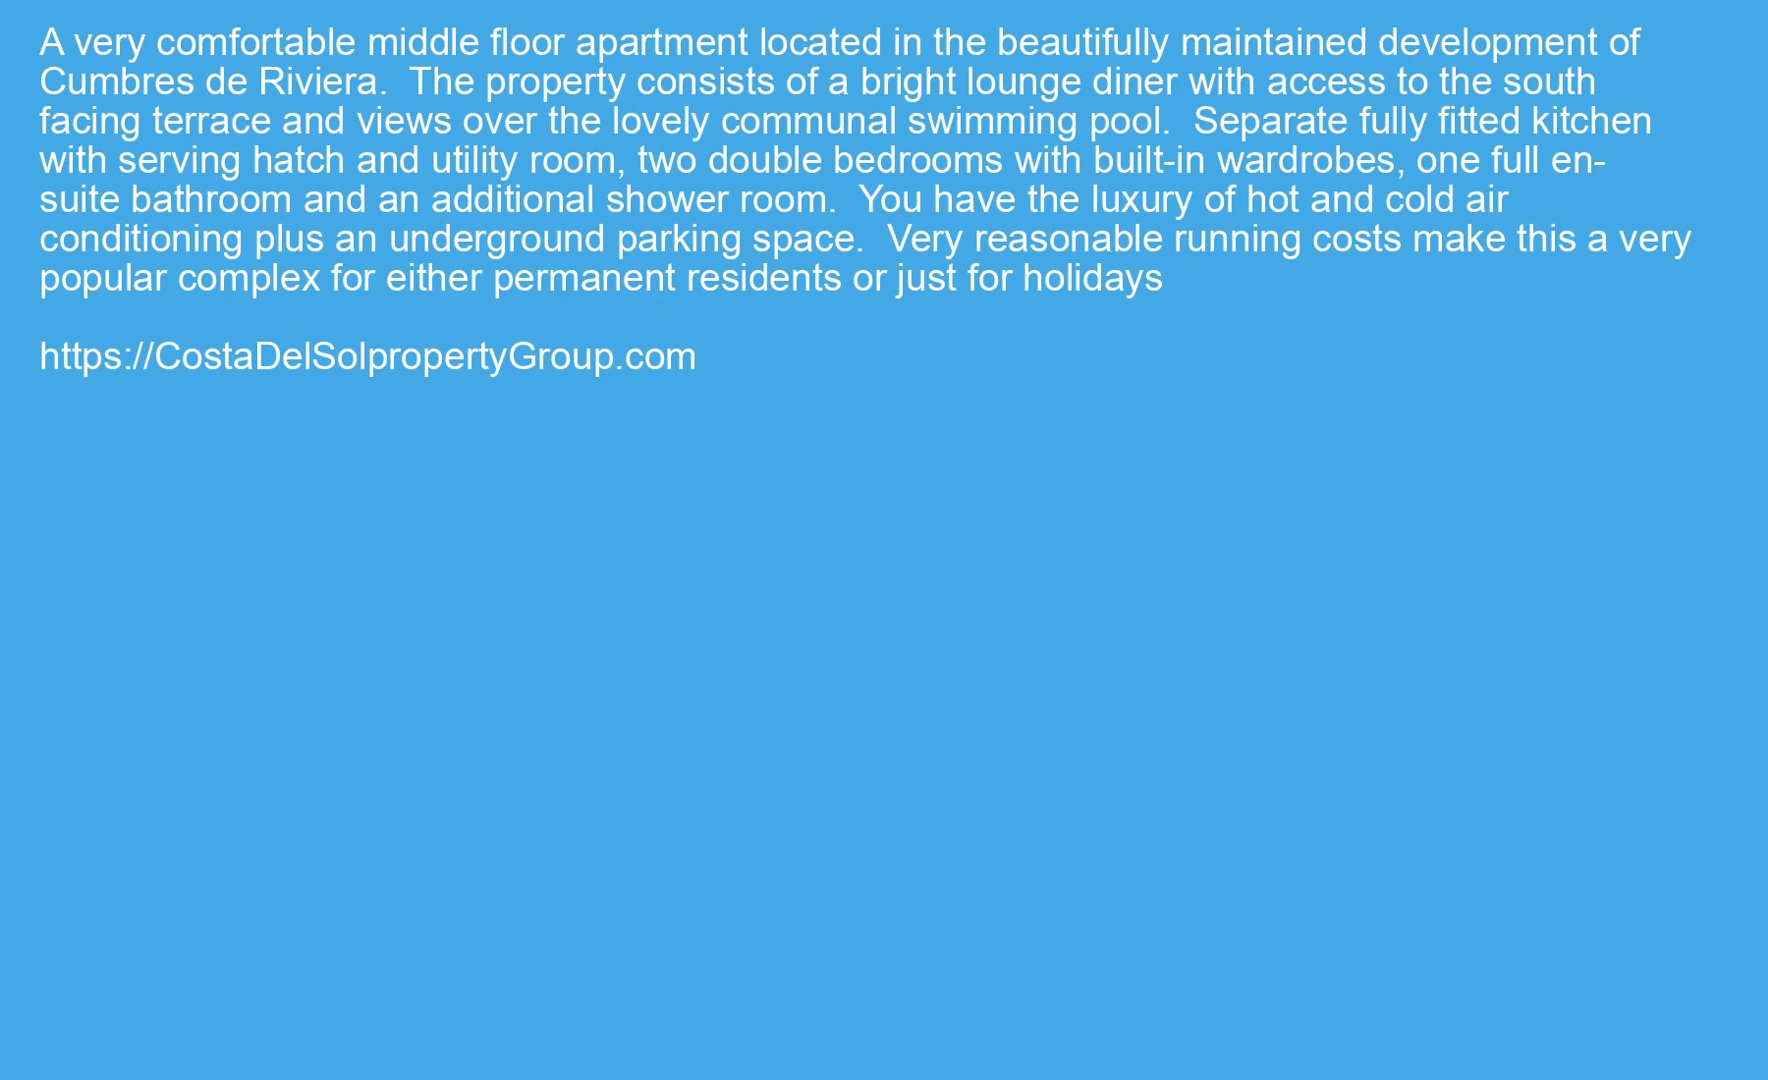 A very comfortable middle floor apartment located in the beautifully maintained development of
Cumbres de Riviera.  The property consists of a bright lounge diner with access to the south
facing terrace and views over the lovely communal swimming pool.  Separate fully fitted kitchen
with serving hatch and utility room, two double bedrooms with built-in wardrobes, one full en-
suite bathroom and an additional shower room.  You have the luxury of hot and cold air
conditioning plus an underground parking space.  Very reasonable running costs make this a very
popular complex for either permanent residents or just for holidays
https://CostaDelSolpropertyGroup.com